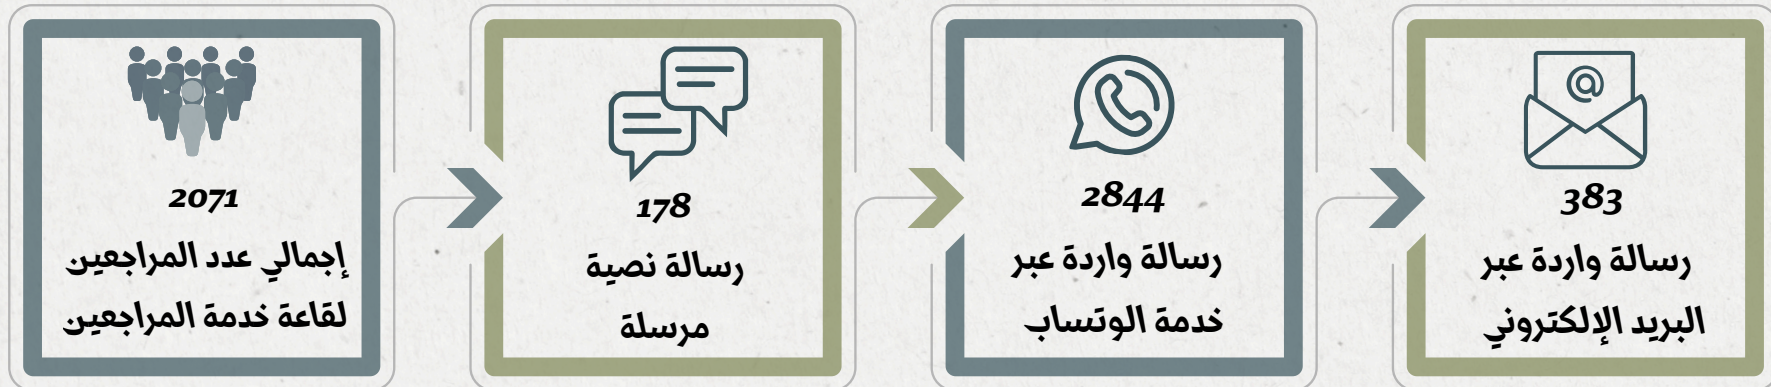 2071
إجمالي عدد المراجعين
لقاعة خدمة المراجعين
178
رسالة نصية
مرسلة
2844
رسالة واردة عبر
خدمة الوتساب
383
رسالة واردة عبر
البريد الإلكتروني